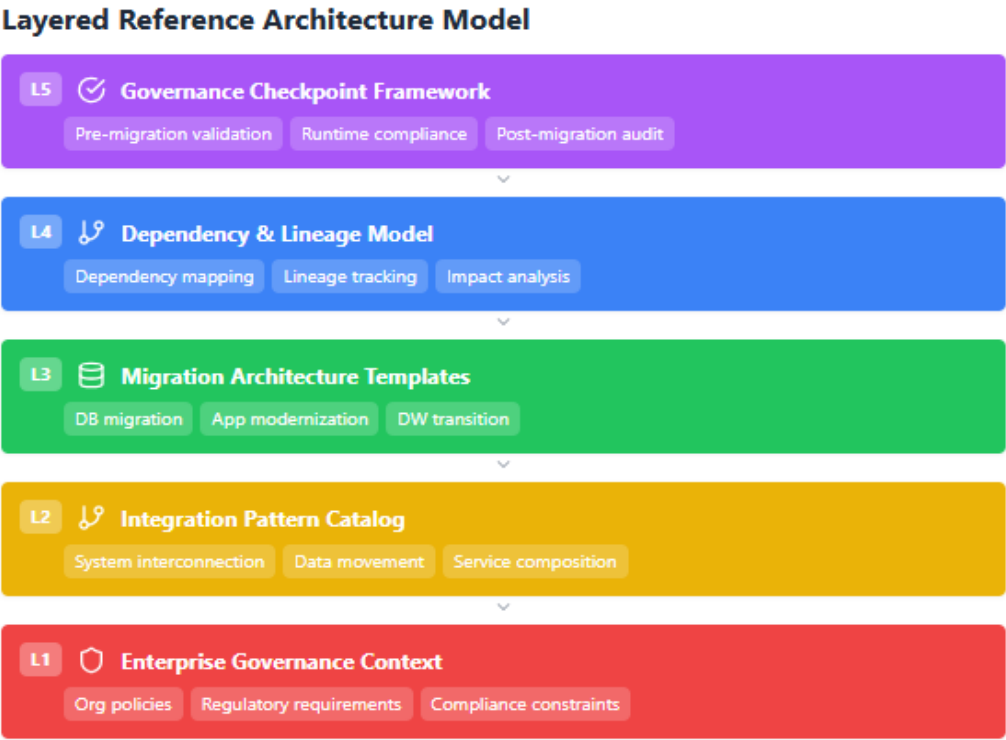 Layered Reference Architecture Model
L5 Governance Checkpoint Framework
Pre-migration validation Runtime compliance Post-migration audit
L4 Dependency & Lineage Model
Dependency mapping Lineage tracking Impact analysis
L3 Migration Architecture Templates
DB migration App modernization DW transition
L2 Integration Pattern Catalog
System interconnection Data movement Service composition
L1 Enterprise Governance Context
Org policies Regulatory requirements Compliance constraints